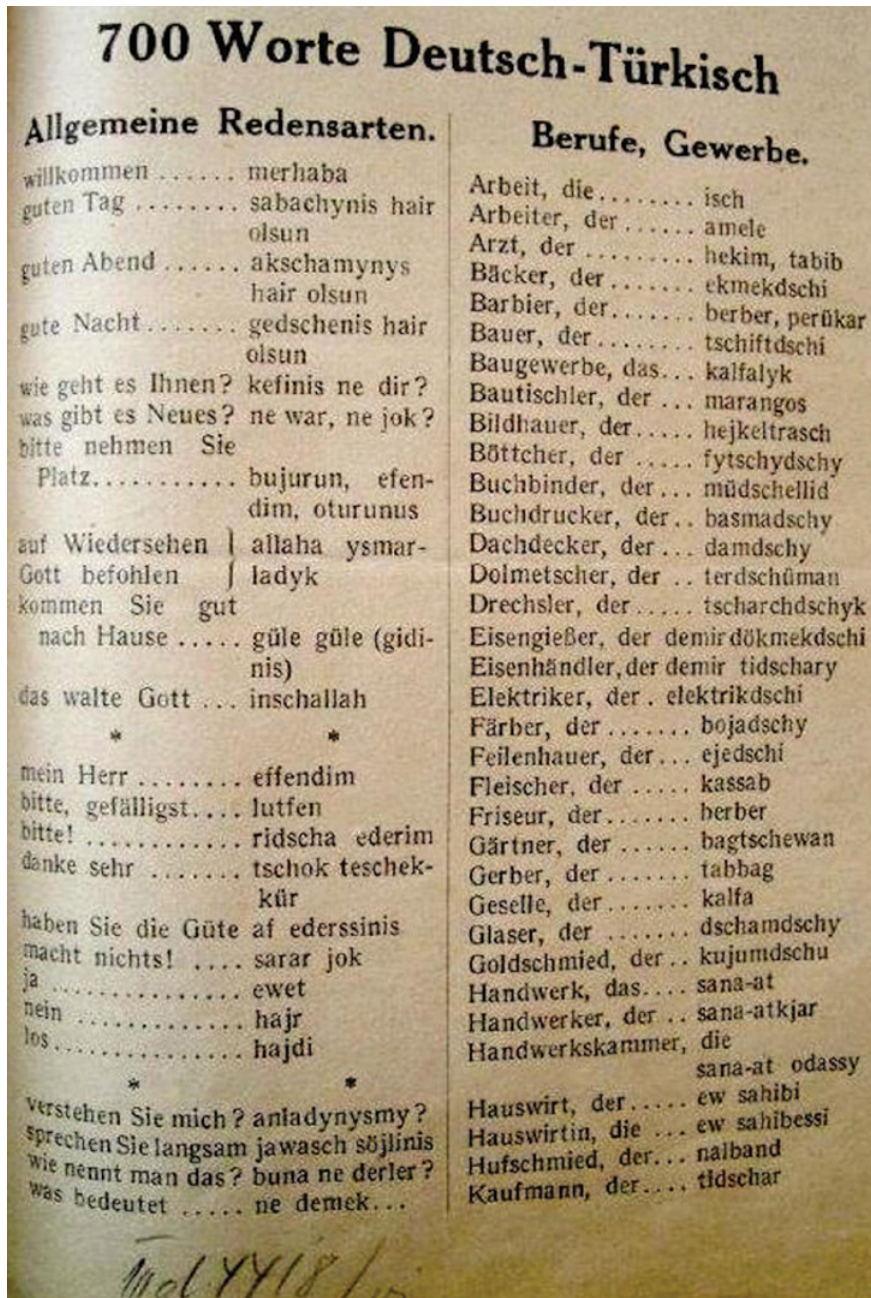 700 Worte Deutsch-Türkisch
Allgemeine Redensarten.
willkommen ...... merhaba
guten Tag ........ sabachynis hair
olsun
guten Abend ...... akschamynys
hair olsun
gute Nacht....... gedschenis hair
olsun
wie geht es Ihnen? kefinis ne dir?
was gibt es Neues? ne war, ne jok?
bitte nehmen Sie
Platz........... bujurun, efen-
dim, oturunus
auf Wiedersehen } allaha ysmar-
Gott befohlen } ladyk
kommen Sie gut
nach Hause ..... güle güle (gidi-
nis)
das walte Gott ... inschallah
* *
mein Herr ........ effendim
bitte, gefälligst.... lutfen
bitte! ............ ridscha ederim
danke sehr ....... tschok teschek-
kür
haben Sie die Güte af ederssinis
macht nichts! .... sarar jok
ja ................ ewet
nein .............. hajr
los................ hajdi
* *
verstehen Sie mich? anladynysmy?
sprechen Sie langsam jawasch söjlinis
wie nennt man das? buna ne derler?
was bedeutet ..... ne demek...
Berufe, Gewerbe.
Arbeit, die........ isch
Arbeiter, der ...... amele
Arzt, der ......... hekim, tabib
Bäcker, der....... ekmekdschi
Barbier, der....... berber, perükar
Bauer, der........ tschiftdschi
Baugewerbe, das... kalfalyk
Bautischler, der ... marangos
Bildhauer, der..... hejkeltrasch
Böttcher, der ..... fytschydschy
Buchbinder, der... müdschellid
Buchdrucker, der.. basmadschy
Dachdecker, der... damdschy
Dolmetscher, der .. terdschüman
Drechsler, der..... tscharchdschyk
Eisengießer, der demirdökmekdschi
Eisenhändler, der demir tidschary
Elektriker, der . elektrikdschi
Färber, der ....... bojadschy
Feilenhauer, der... ejedschi
Fleischer, der ..... kassab
Friseur, der....... berber
Gärtner, der ...... bagtschewan
Gerber, der ....... tabbag
Geselle, der....... kalfa
Glaser, der ....... dschamdschy
Goldschmied, der.. kujumdschu
Handwerk, das.... sana-at
Handwerker, der .. sana-atkjar
Handwerkskammer, die
sana-at odassy
Hauswirt, der..... ew sahibi
Hauswirtin, die ... ew sahibessi
Hufschmied, der... nalband
Kaufmann, der.... tidschar